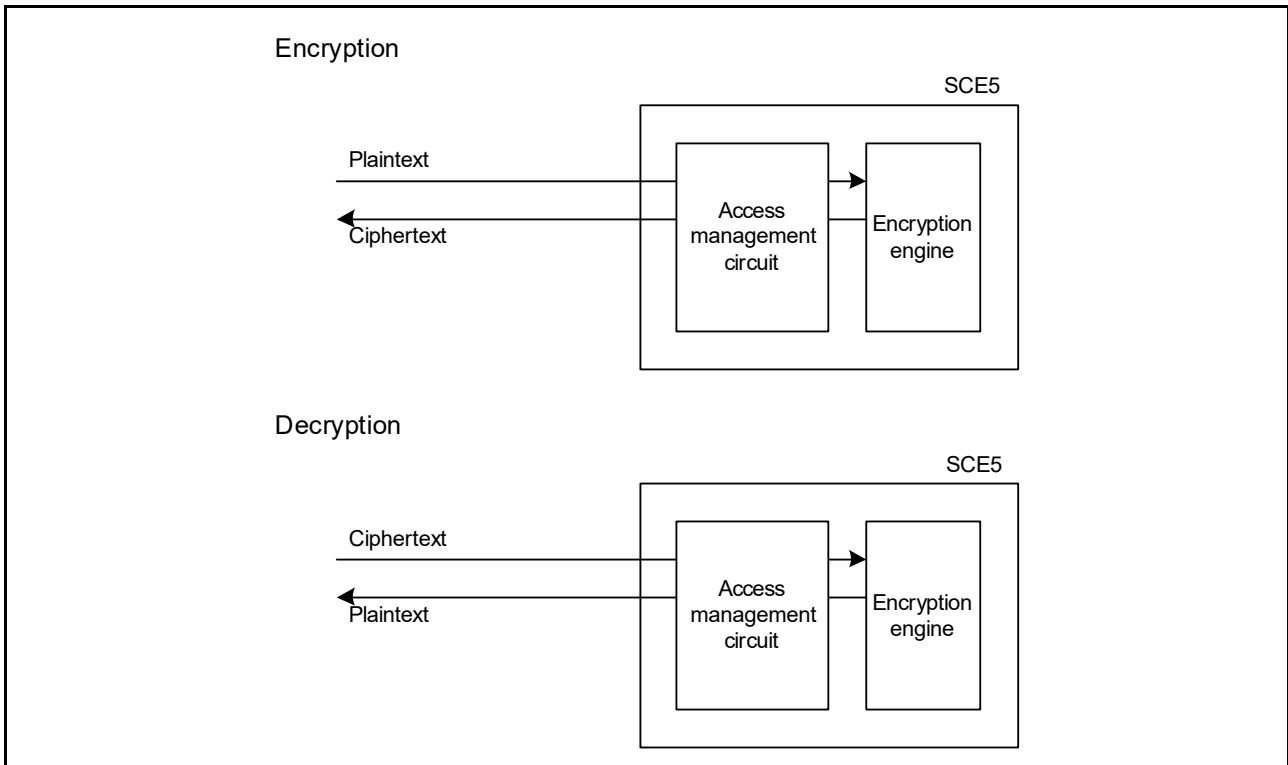 Encryption
SCE5
Plaintext
Ciphertext
Access
management
circuit
Encryption
engine
Decryption
SCE5
Ciphertext
Plaintext
Access
management
circuit
Encryption
engine